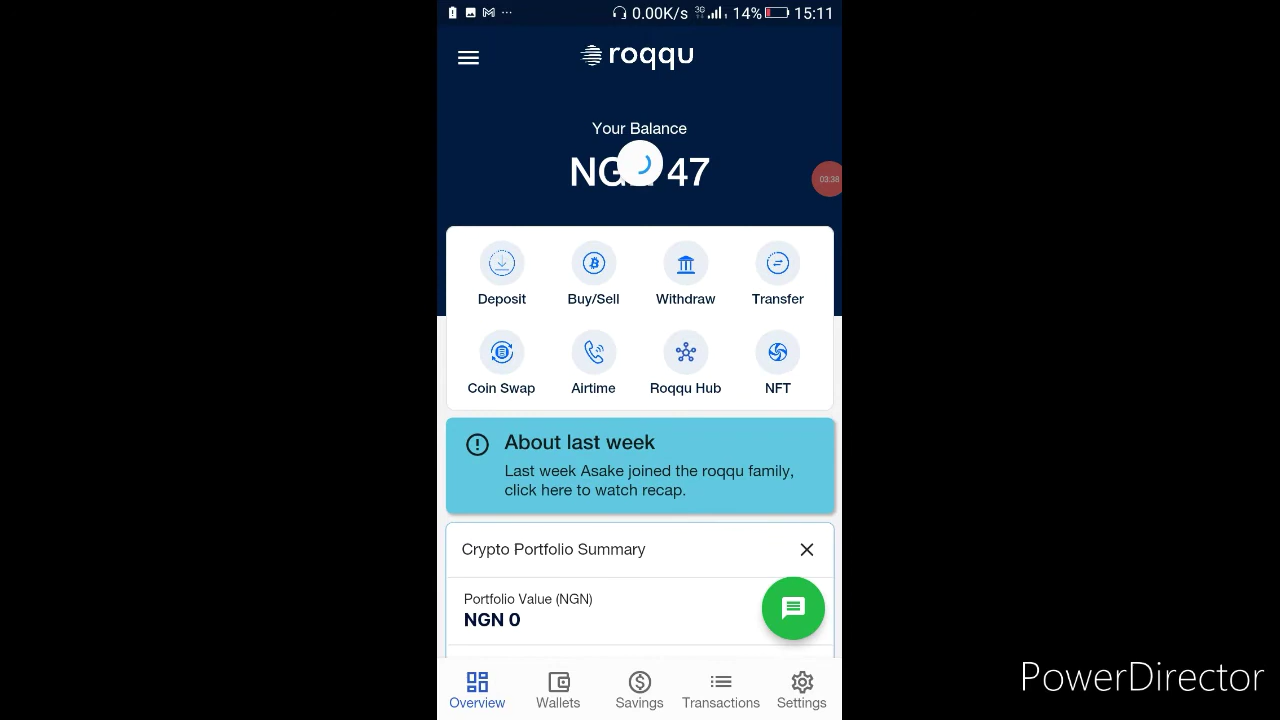 0.00K/s 3G 14% 15:11
roqqu
Your Balance
47
03:38
Deposit Buy/Sell Withdraw Transfer
Coin Swap Airtime Roqqu Hub NFT
About last week
Last week Asake joined the roqqu family,
click here to watch recap.
Crypto Portfolio Summary
Portfolio Value (NGN)
NGN 0
Overview Wallets Savings Transactions Settings
PowerDirector